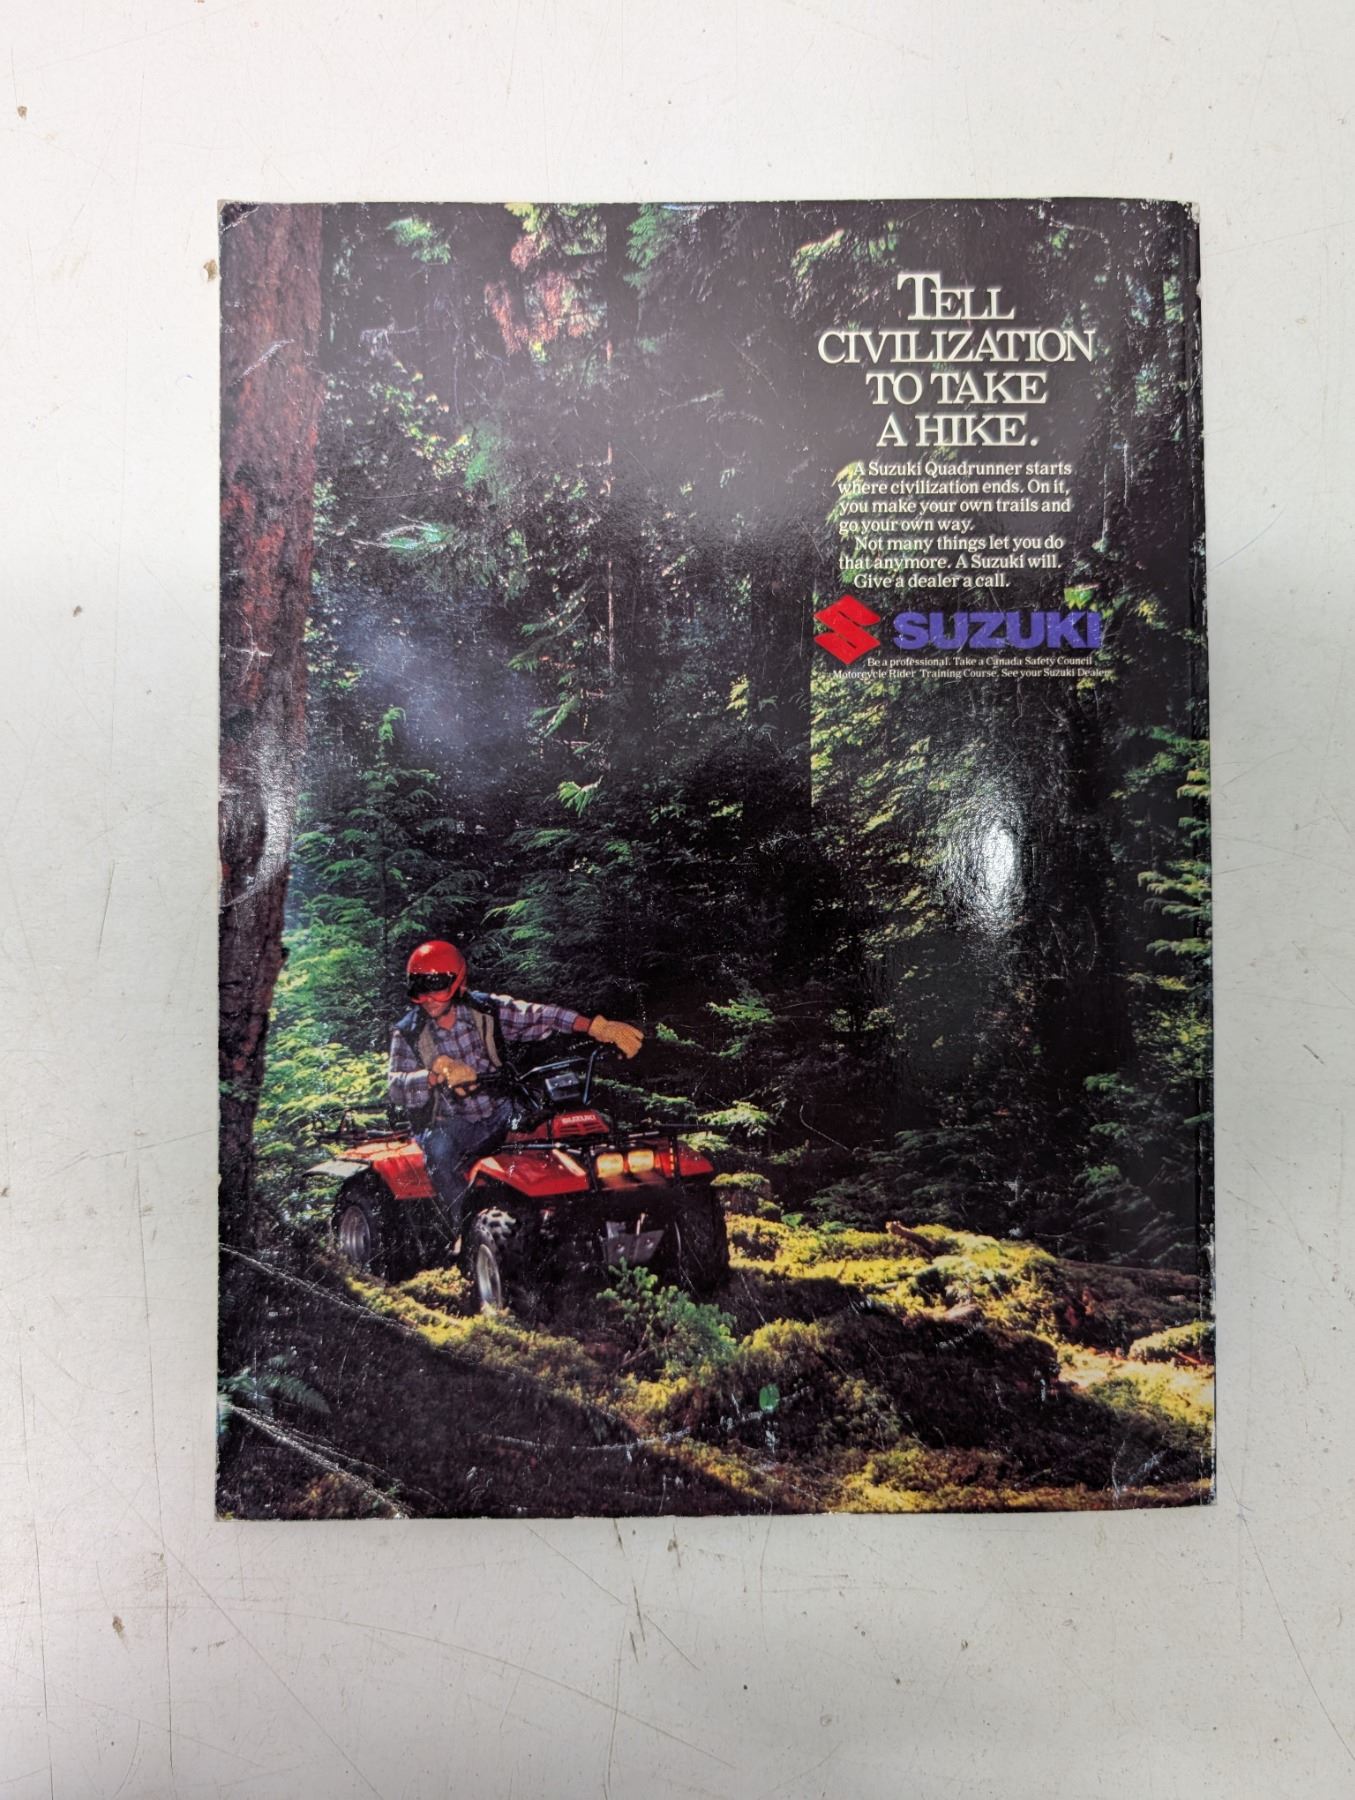 TELL
CIVILIZATION
TO TAKE
A HIKE.
A Suzuki Quadrunner starts
where civilization ends. On it,
you make your own trails and
go your own way.
Not many things let you do
that anymore. A Suzuki will.
Give a dealer a call.
SUZUKI
Be a professional. Take a Canada Safety Council
Motorcycle Rider Training Course. See your Suzuki Dealer.
SUZUKI